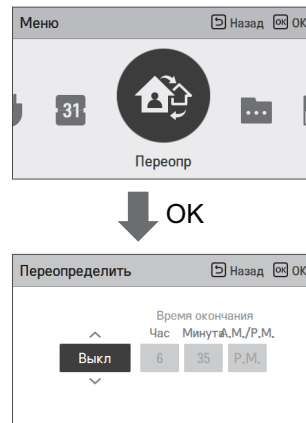 Меню Назад OK OK
31
Переопр
OK
Переопределить Назад OK OK
Время окончания
Час Минута A.M./P.M.
Выкл 6 35 P.M.